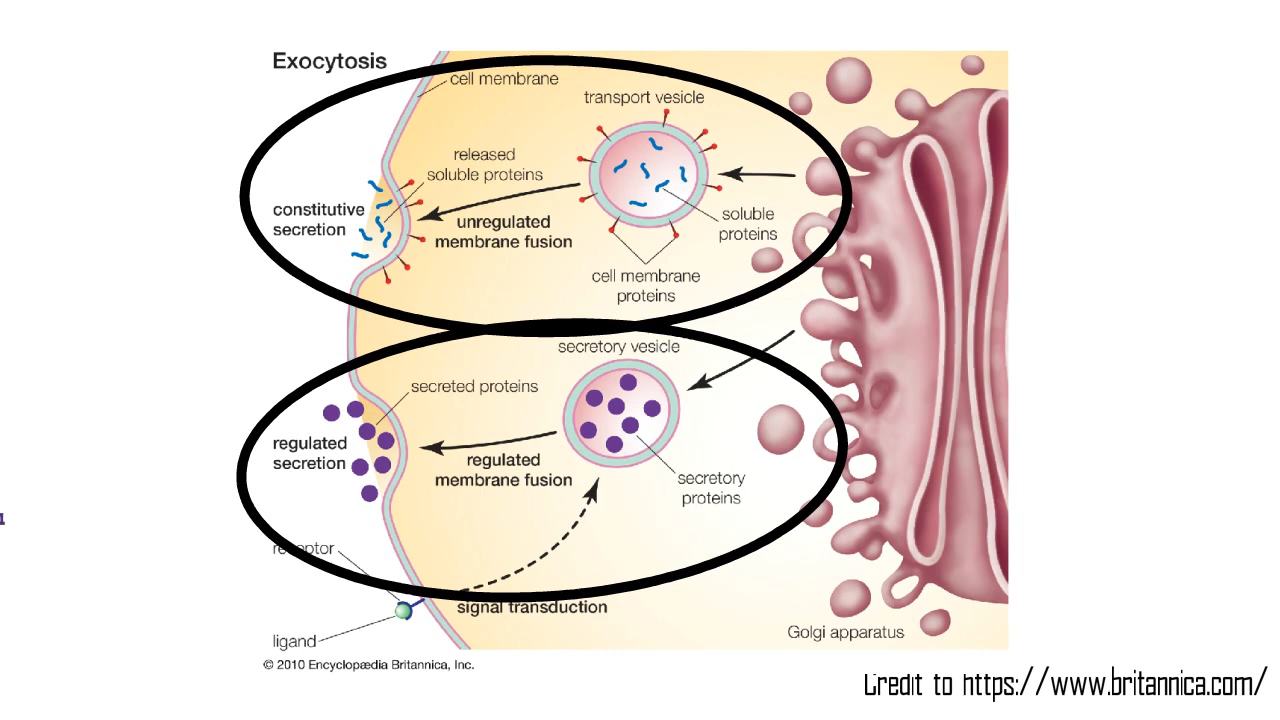 Exocytosis
cell membrane
transport vesicle
released
soluble proteins
constitutive
secretion
unregulated
membrane fusion
soluble
proteins
cell membrane
proteins
secretory vesicle
secreted proteins
regulated
secretion
regulated
membrane fusion
secretory
proteins
receptor
signal transduction
ligand
Golgi apparatus
© 2010 Encyclopædia Britannica, Inc.
Credit to https://www.britannica.com/